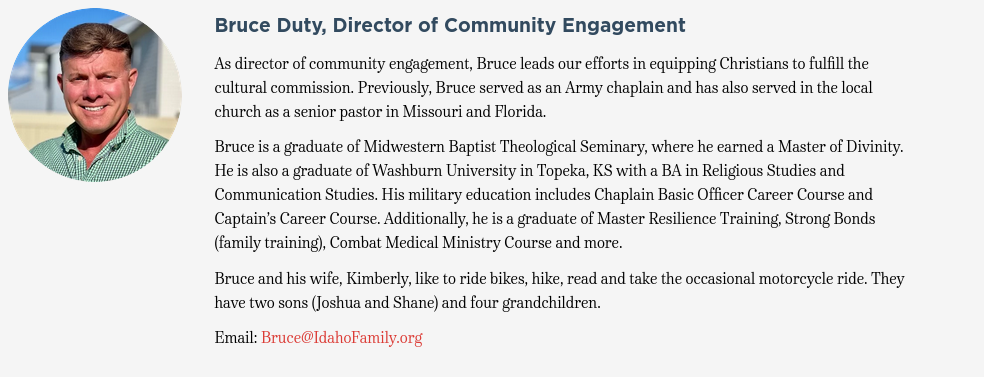 Bruce Duty, Director of Community Engagement
As director of community engagement, Bruce leads our efforts in equipping Christians to fulfill the
cultural commission. Previously, Bruce served as an Army chaplain and has also served in the local
church as a senior pastor in Missouri and Florida.
Bruce is a graduate of Midwestern Baptist Theological Seminary, where he earned a Master of Divinity.
He is also a graduate of Washburn University in Topeka, KS with a BA in Religious Studies and
Communication Studies. His military education includes Chaplain Basic Officer Career Course and
Captain’s Career Course. Additionally, he is a graduate of Master Resilience Training, Strong Bonds
(family training), Combat Medical Ministry Course and more.
Bruce and his wife, Kimberly, like to ride bikes, hike, read and take the occasional motorcycle ride. They
have two sons (Joshua and Shane) and four grandchildren.
Email: Bruce@IdahoFamily.org